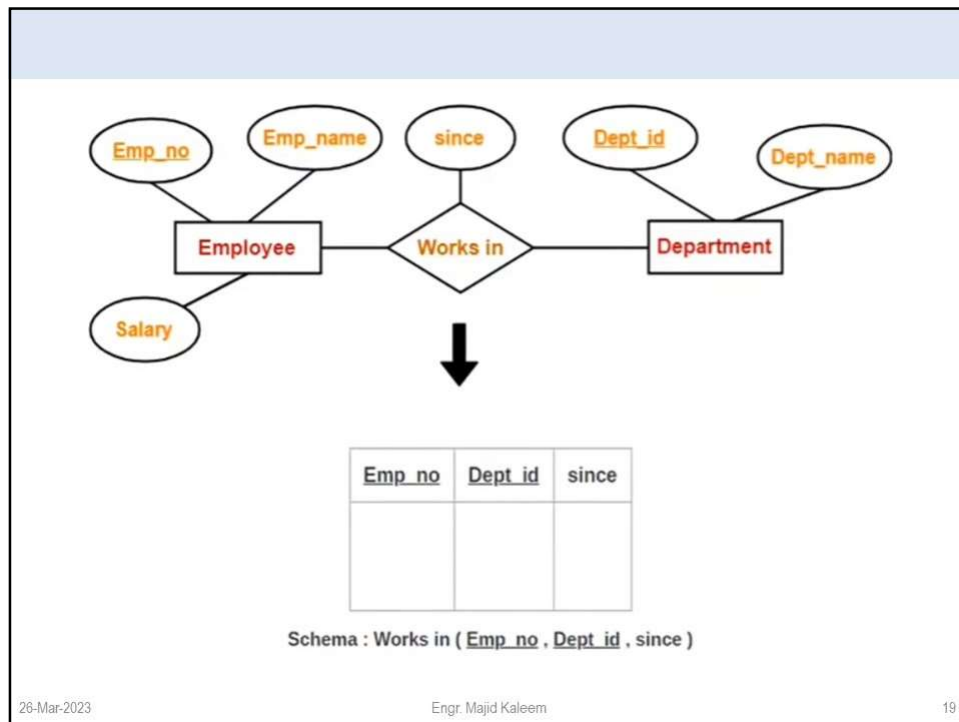 Emp_no
Emp_name
since
Dept_id
Dept_name
Employee
Works in
Department
Salary
Emp_no Dept_id since
Schema : Works in ( Emp_no , Dept_id , since )
26-Mar-2023 Engr. Majid Kaleem 19